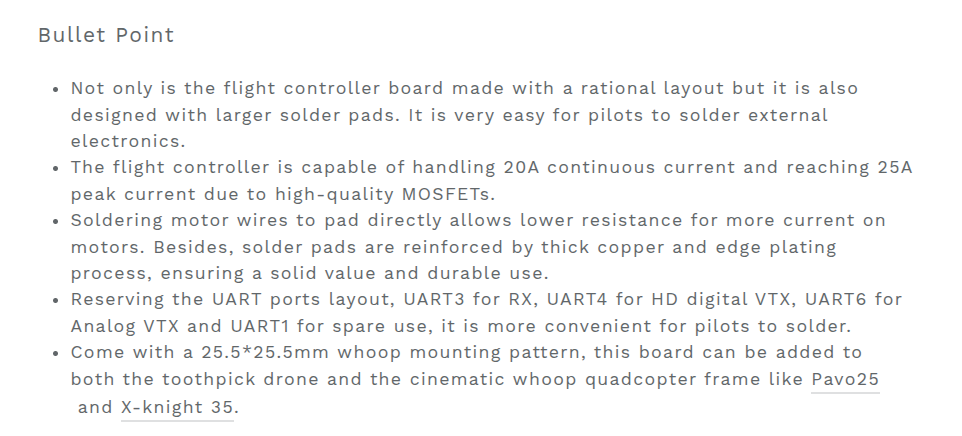 Bullet Point
Not only is the flight controller board made with a rational layout but it is also
designed with larger solder pads. It is very easy for pilots to solder external
electronics.
The flight controller is capable of handling 20A continuous current and reaching 25A
peak current due to high-quality MOSFETs.
Soldering motor wires to pad directly allows lower resistance for more current on
motors. Besides, solder pads are reinforced by thick copper and edge plating
process, ensuring a solid value and durable use.
Reserving the UART ports layout, UART3 for RX, UART4 for HD digital VTX, UART6 for
Analog VTX and UART1 for spare use, it is more convenient for pilots to solder.
Come with a 25.5*25.5mm whoop mounting pattern, this board can be added to
both the toothpick drone and the cinematic whoop quadcopter frame like Pavo25
and X-knight 35.